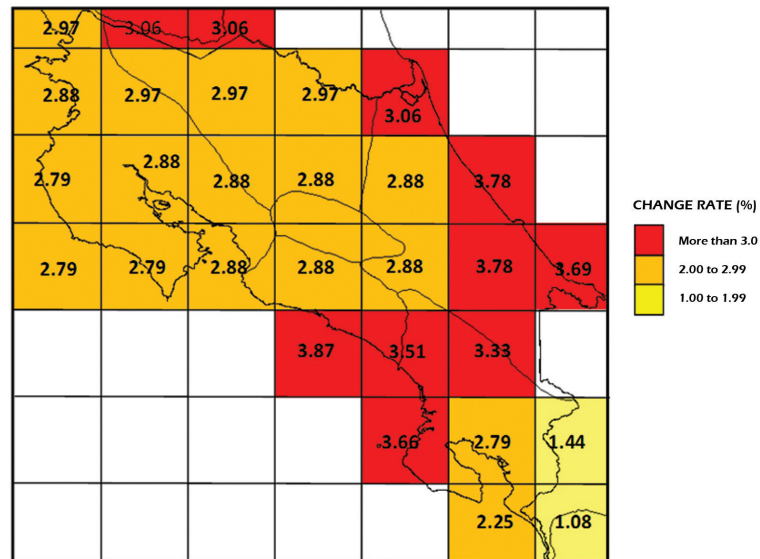 2.97 3.06 3.06
2.88 2.97 2.97 2.97 3.06
2.79 2.88 2.88 2.88 2.88 3.78
2.79 2.79 2.88 2.88 2.88 3.78 3.69
3.87 3.51 3.33
3.66 2.79 1.44
2.25 1.08
CHANGE RATE (%)
More than 3.0
2.00 to 2.99
1.00 to 1.99